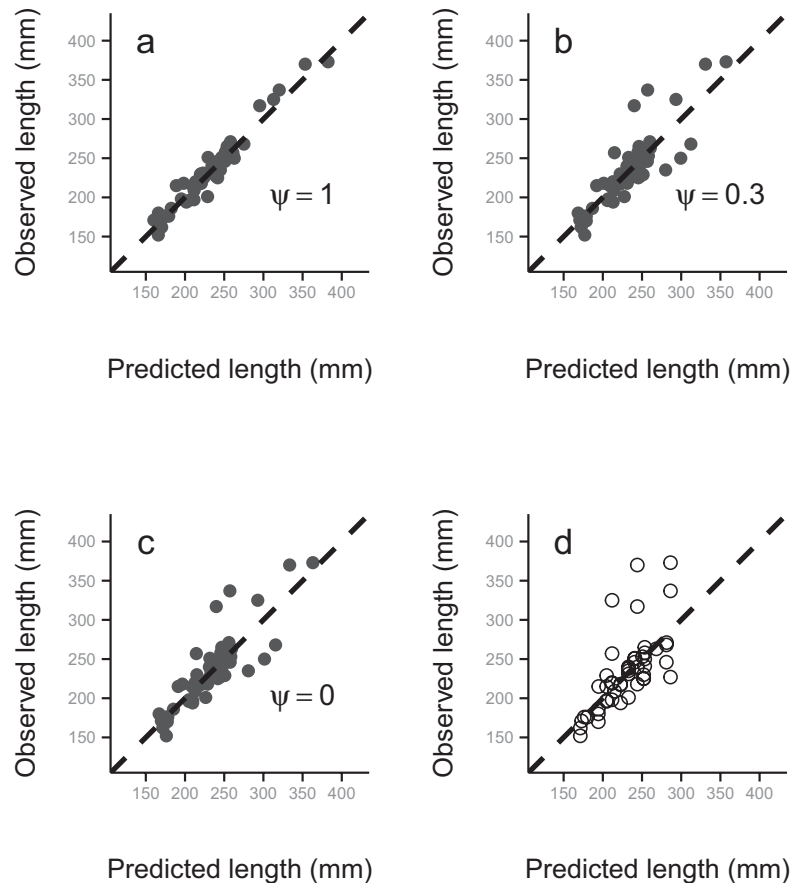 a
Observed length (mm)
400
350
300
250
200
150
ψ = 1
150 200 250 300 350 400
Predicted length (mm)
b
Observed length (mm)
400
350
300
250
200
150
ψ = 0.3
150 200 250 300 350 400
Predicted length (mm)
c
Observed length (mm)
400
350
300
250
200
150
ψ = 0
150 200 250 300 350 400
Predicted length (mm)
d
Observed length (mm)
400
350
300
250
200
150
150 200 250 300 350 400
Predicted length (mm)